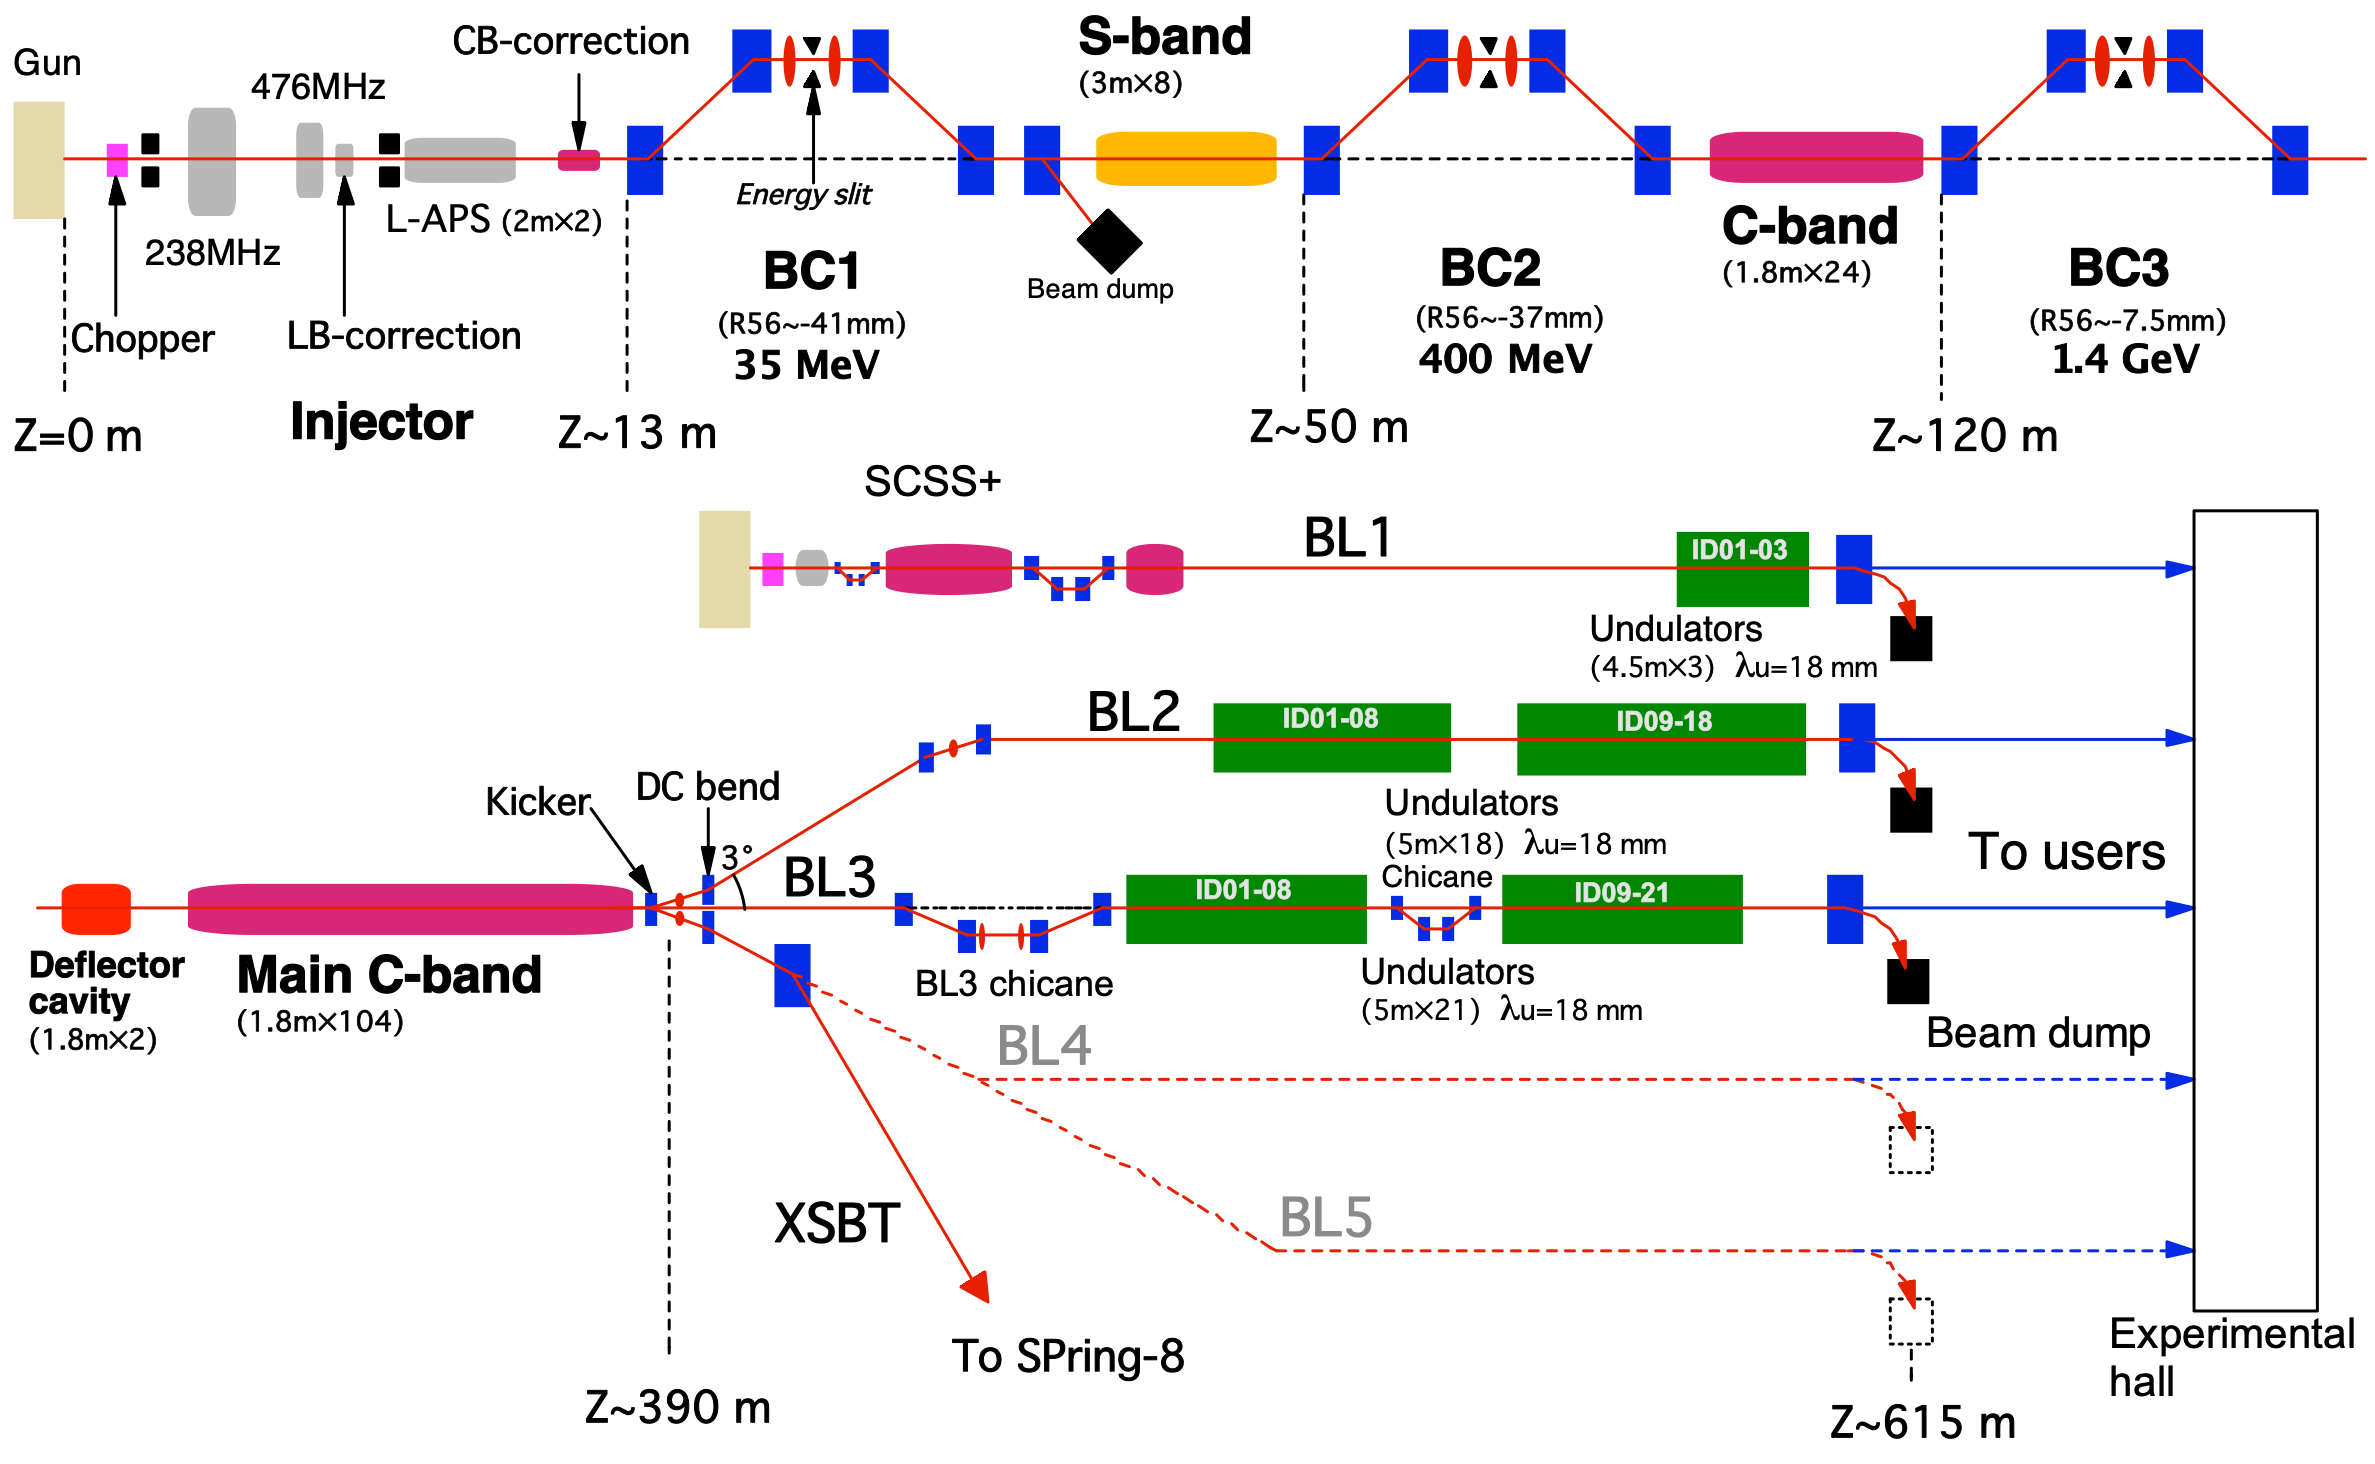 Gun
476MHz
CB-correction
S-band
(3m×8)
Energy slit
L-APS (2m×2)
238MHz
Chopper
LB-correction
BC1
(R56~-41mm)
35 MeV
Beam dump
BC2
(R56~-37mm)
400 MeV
C-band
(1.8m×24)
BC3
(R56~-7.5mm)
1.4 GeV
Injector
Z=0 m
Z~13 m
Z~50 m
Z~120 m
SCSS+
BL1
ID01-03
Undulators
(4.5m×3) λu=18 mm
BL2
ID01-08
ID09-18
Undulators
(5m×18) λu=18 mm
Kicker
DC bend
3°
BL3
Chicane
ID01-08
ID09-21
To users
Deflector
cavity
(1.8m×2)
Main C-band
(1.8m×104)
BL3 chicane
Undulators
(5m×21) λu=18 mm
Beam dump
BL4
XSBT
BL5
To SPring-8
Experimental
hall
Z~390 m
Z~615 m